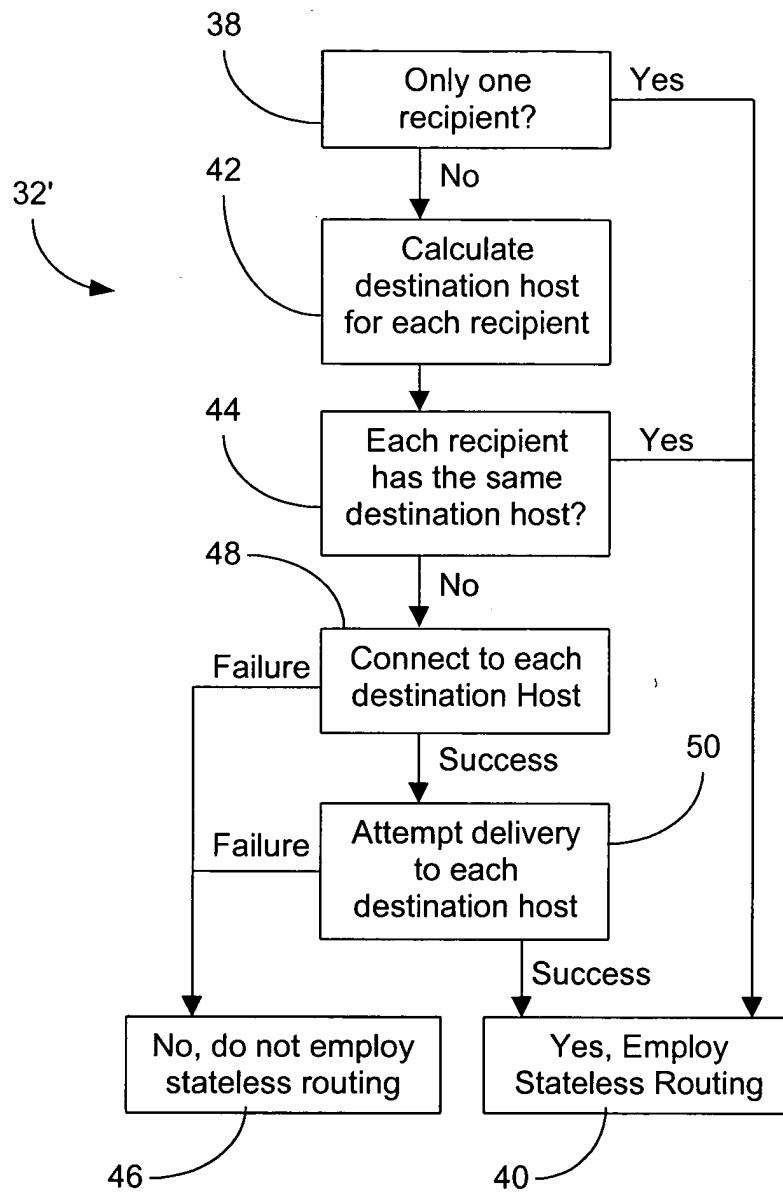 38
Only one
recipient?
Yes
No
42
32'
Calculate
destination host
for each recipient
44
Each recipient
has the same
destination host?
Yes
48
No
Failure
Connect to each
destination Host
Success
50
Failure
Attempt delivery
to each
destination host
Success
No, do not employ
stateless routing
Yes, Employ
Stateless Routing
46
40